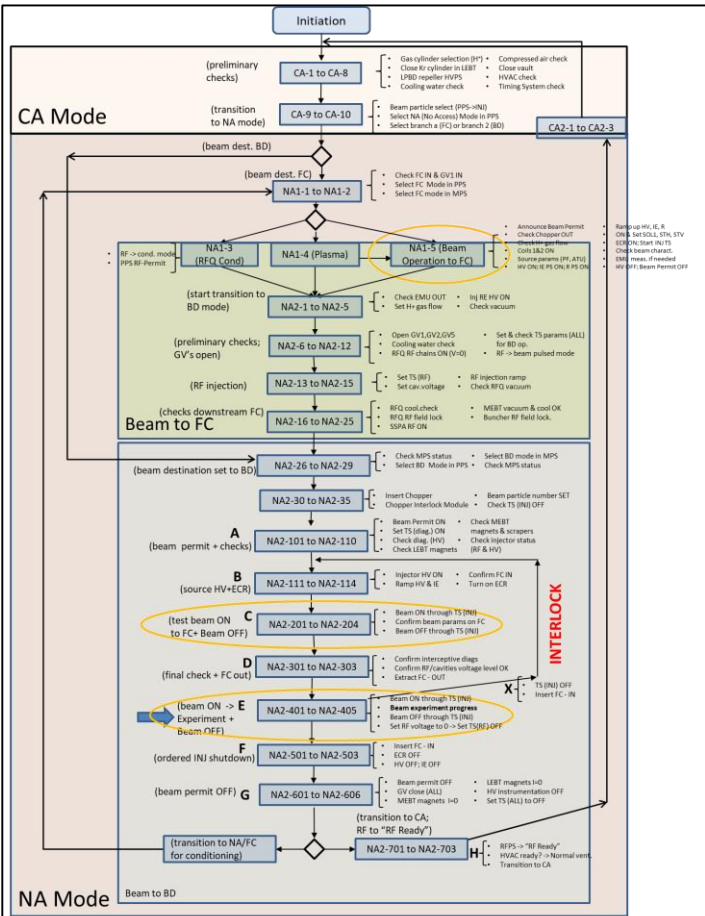 Initiation
(preliminary checks)
CA-1 to CA-8
• Gas cylinder selection (H⁺)
• Close Kr cylinder in LEBT
• LPBD repeller HVPS
• Cooling water check
• Compressed air check
• Close vault
• HVAC check
• Timing System check
(transition to NA mode)
CA-9 to CA-10
• Beam particle select (PPS->INJ)
• Select NA (No Access) Mode in PPS
• Select branch a (FC) or branch 2 (BD)
CA Mode
CA2-1 to CA2-3
(beam dest. BD)
(beam dest. FC)
NA1-1 to NA1-2
• Check FC IN & GV1 IN
• Select FC Mode in PPS
• Select FC mode in MPS
• RF -> cond. mode
• PPS RF-Permit
NA1-3
(RFQ Cond)
NA1-4 (Plasma)
NA1-5 (Beam
Operation to FC)
• Announce Beam Permit
• Check Chopper OUT
• Check H+ gas flow
• Coils 1&2 ON
• Source params (PF, ATU)
• HV ON; IE PS ON; R PS ON
• Ramp up HV, IE, R
• ON & Set SOL1, STH, STV
• ECR ON; Start INJ TS
• Check beam charact.
• EMU meas. if needed
• HV OFF; Beam Permit OFF
(start transition to
BD mode)
NA2-1 to NA2-5
• Check EMU OUT
• Set H+ gas flow
• Inj RE HV ON
• Check vacuum
(preliminary checks;
GV's open)
NA2-6 to NA2-12
• Open GV1,GV2,GV5
• Cooling water check
• RFQ RF chains ON (V=0)
• Set & check TS params (ALL)
for BD op.
• RF -> beam pulsed mode
(RF injection)
NA2-13 to NA2-15
• Set TS (RF)
• Set cav.voltage
• RF injection ramp
• Check RFQ vacuum
(checks downstream FC)
NA2-16 to NA2-25
• RFQ cool.check
• RFQ RF field lock
• SSPA RF ON
• MEBT vacuum & cool OK
• Buncher RF field lock.
Beam to FC
(beam destination set to BD)
NA2-26 to NA2-29
• Check MPS status
• Select BD Mode in PPS
• Select BD mode in MPS
• Check MPS status
NA2-30 to NA2-35
• Insert Chopper
• Chopper Interlock Module
• Beam particle number SET
• Check TS (INJ) OFF
A
(beam permit + checks)
NA2-101 to NA2-110
• Beam Permit ON
• Set TS (diag.) ON
• Check diag. (HV)
• Check LEBT magnets
• Check MEBT
magnets & scrapers
• Check injector status
(RF & HV)
B
(source HV+ECR)
NA2-111 to NA2-114
• Injector HV ON
• Ramp HV & IE
• Confirm FC IN
• Turn on ECR
INTERLOCK
C
(test beam ON
to FC+ Beam OFF)
NA2-201 to NA2-204
• Beam ON through TS (INJ)
• Confirm beam params on FC
• Beam OFF through TS (INJ)
D
(final check + FC out)
NA2-301 to NA2-303
• Confirm interceptive diags
• Confirm RF/cavities voltage level OK
• Extract FC - OUT
X
• TS (INJ) OFF
• Insert FC - IN
E
(beam ON ->
Experiment +
Beam OFF)
NA2-401 to NA2-405
• Beam ON through TS (INJ)
• Beam experiment progress
• Beam OFF through TS (INJ)
• Set RF voltage to 0 -> Set TS(RF) OFF
F
(ordered INJ shutdown)
NA2-501 to NA2-503
• Insert FC - IN
• ECR OFF
• HV OFF; IE OFF
(beam permit OFF)
G
NA2-601 to NA2-606
• Beam permit OFF
• GV close (ALL)
• MEBT magnets I=0
• LEBT magnets I=0
• HV Instrumentation OFF
• Set TS (ALL) to OFF
(transition to CA;
RF to "RF Ready")
(transition to NA/FC
for conditioning)
NA2-701 to NA2-703
H
• RFPS -> "RF Ready"
• HVAC ready? -> Normal vent.
• Transition to CA
Beam to BD
NA Mode